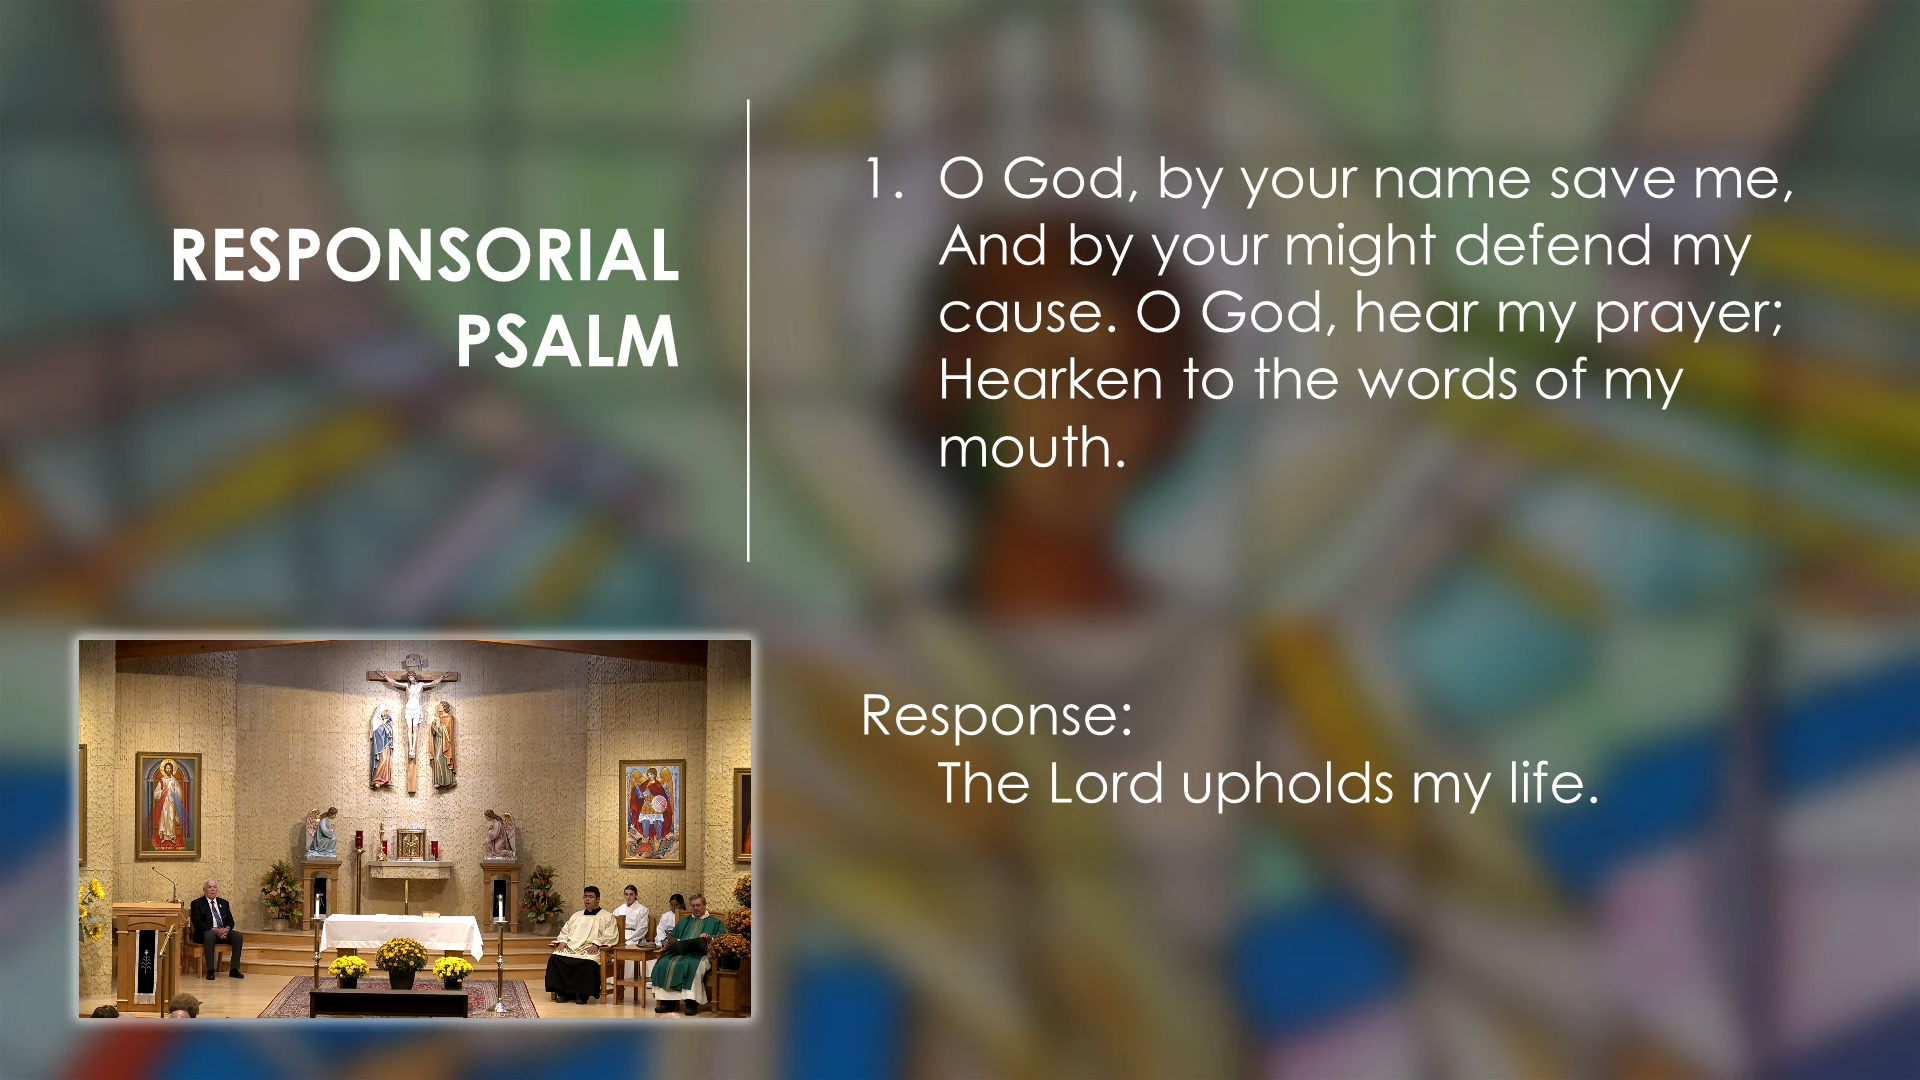 RESPONSORIAL
PSALM
1. O God, by your name save me,
And by your might defend my
cause. O God, hear my prayer;
Hearken to the words of my
mouth.
Response:
The Lord upholds my life.